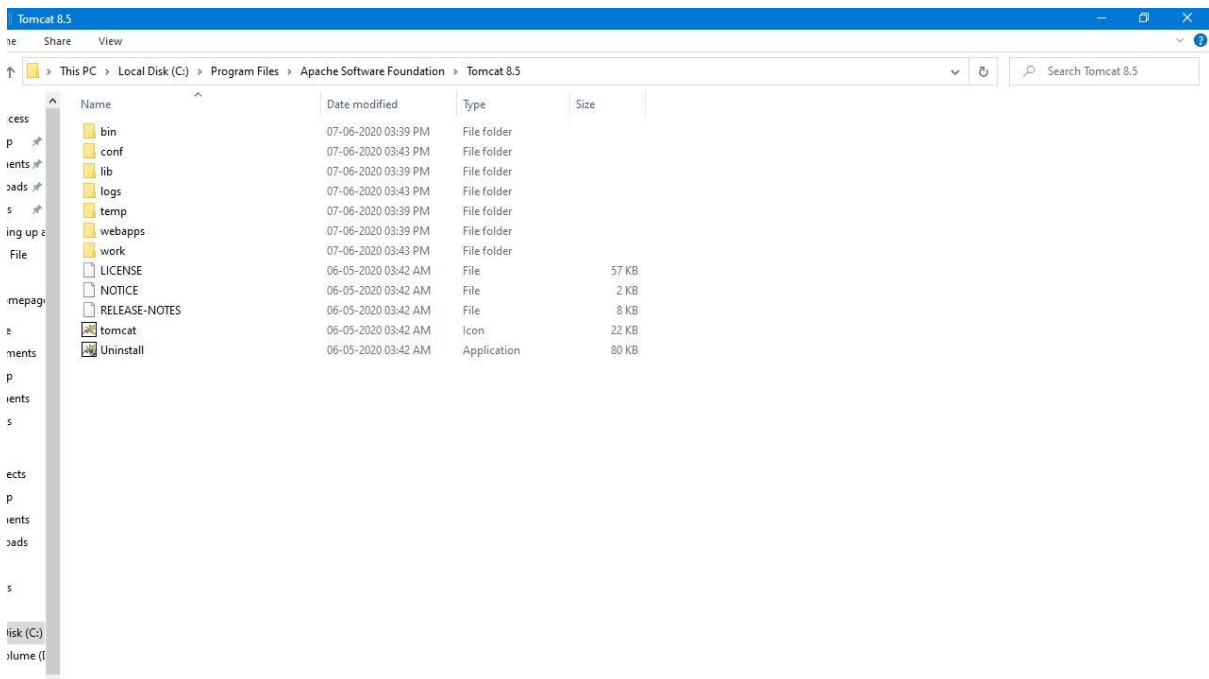 Tomcat 8.5
Share View
This PC > Local Disk (C:) > Program Files > Apache Software Foundation > Tomcat 8.5
Search Tomcat 8.5
Name Date modified Type Size
bin 07-06-2020 03:39 PM File folder
conf 07-06-2020 03:43 PM File folder
lib 07-06-2020 03:39 PM File folder
logs 07-06-2020 03:43 PM File folder
temp 07-06-2020 03:39 PM File folder
webapps 07-06-2020 03:39 PM File folder
work 07-06-2020 03:43 PM File folder
LICENSE 06-05-2020 03:42 AM File 57 KB
NOTICE 06-05-2020 03:42 AM File 2 KB
RELEASE-NOTES 06-05-2020 03:42 AM File 8 KB
tomcat 06-05-2020 03:42 AM Icon 22 KB
Uninstall 06-05-2020 03:42 AM Application 80 KB
ing up
File
(C:)